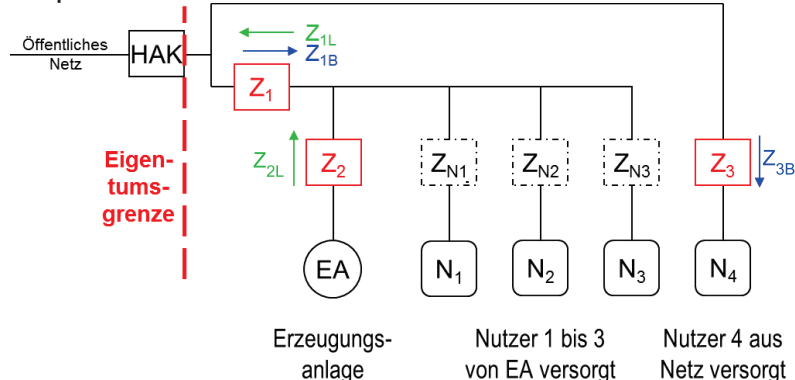 Öffentliches
Netz
HAK
Z1L
Z1B
Z1
Eigen-
tums-
grenze
Z2L
Z2
ZN1
ZN2
ZN3
Z3
Z3B
EA
N1
N2
N3
N4
Erzeugungs-
anlage
Nutzer 1 bis 3
von EA versorgt
Nutzer 4 aus
Netz versorgt